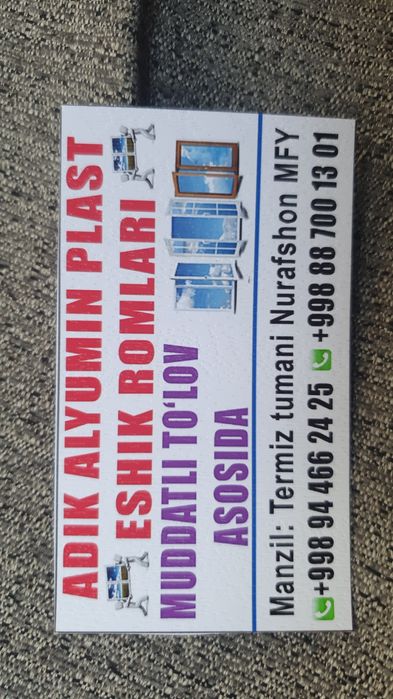 ADIK ALYUMIN PLAST
ESHIK ROMLARI
MUDDATLI TO'LOV
ASOSIDA
Manzil: Termiz tumani Nurafshon MFY
+998 94 466 24 25 +998 88 700 13 01